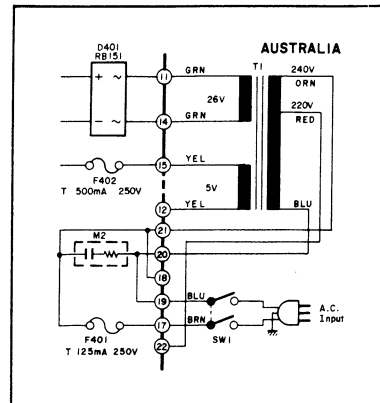 AUSTRALIA
D401
RB151
+ ~
- ~
11
GRN
26V
14
GRN
T1
240V
ORN
220V
RED
15
YEL
F402
T 500mA 250V
5V
12
YEL
BLU
21
M2
20
18
19
BLU
17
BRN
SW1
A.C.
Input
F401
T 125mA 250V
22